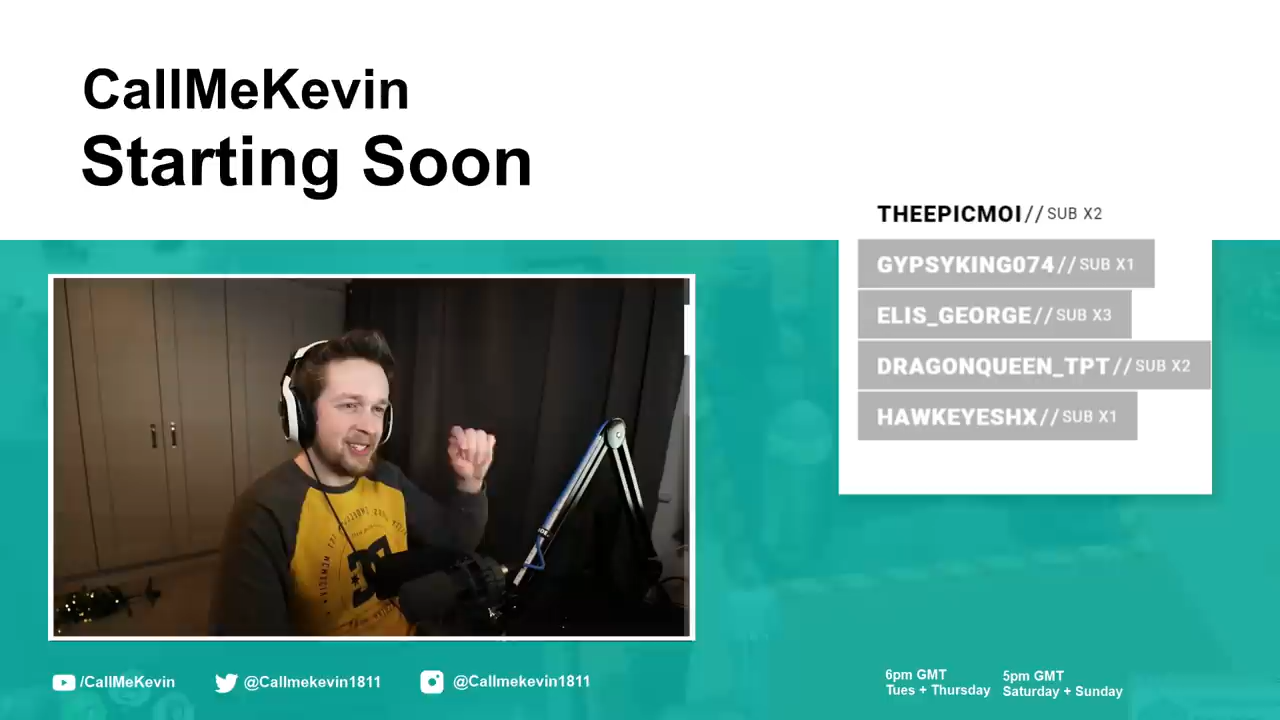 CallMeKevin
Starting Soon
THEEPICMOI//SUB X2
GYPSYKING074//SUB X1
ELIS_GEORGE//SUB X3
DRAGONQUEEN_TPT//SUB X2
HAWKEYESHX//SUB X1
DC
/CallMeKevin
@Callmekevin1811
@Callmekevin1811
6pm GMT
Tues + Thursday
5pm GMT
Saturday + Sunday